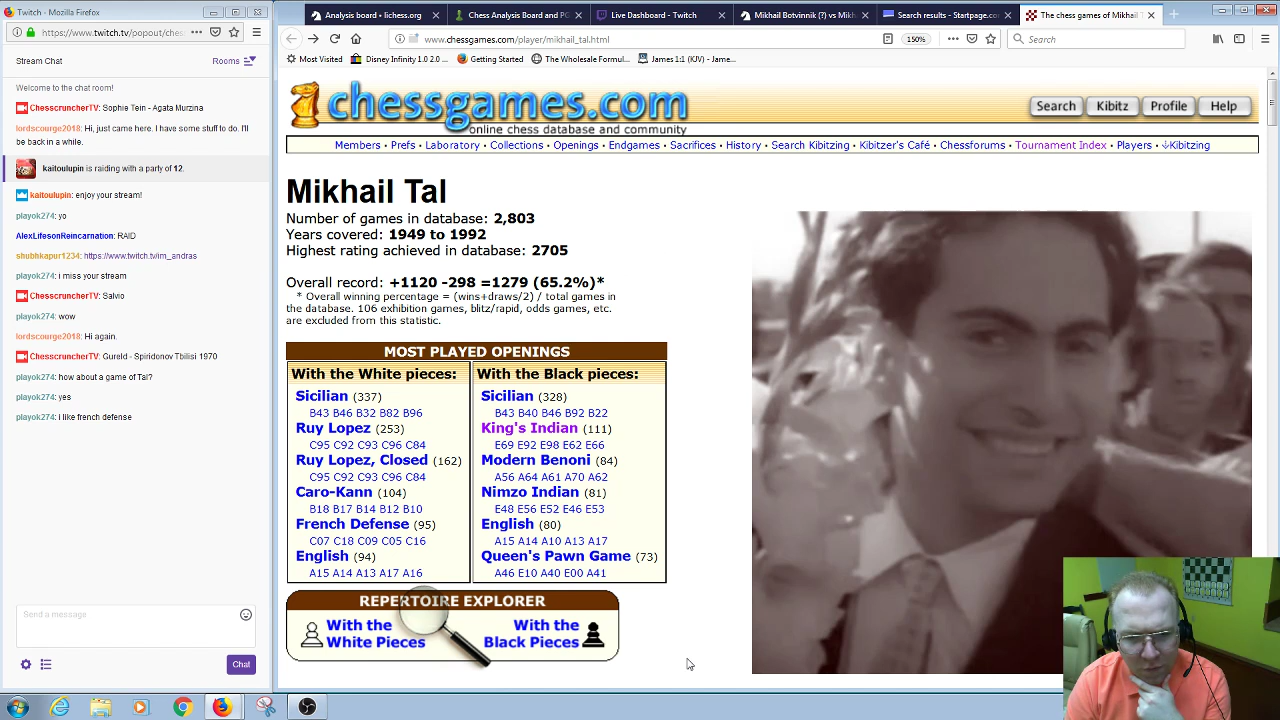 Twitch - Mozilla Firefox
https://www.twitch.tv/popout/chess
Stream Chat
Rooms
Welcome to the chat room!
ChesscruncherTV: Sophie Tein - Agata Murzina
lordscourge2018: Hi, just came here. I have some stuff to do. I'll
be back in a while.
kaitoulupin is raiding with a party of 12.
kaitoulupin: enjoy your stream!
playok274: yo
AlexLifesonReincarnation: RAID
shubhkapur1234: https://www.twitch.tv/im_andras
playok274: i miss your stream
ChesscruncherTV: Salvio
playok274: wow
lordscourge2018: Hi again.
ChesscruncherTV: Gureld - Spiridonov Tbilisi 1970
playok274: how about a game of Tal?
playok274: yes
playok274: i like french defense
Send a message
Chat
Analysis board • lichess.org
Chess Analysis Board and PG
Live Dashboard - Twitch
Mikhail Botvinnik (?) vs Mikh
Search results - Startpage.com
The chess games of Mikhail T
www.chessgames.com/player/mikhail_tal.html
150%
Search
Most Visited
Disney Infinity 1.0 2.0 ...
Getting Started
The Wholesale Formul...
James 1:1 (KJV) - Jame...
chessgames.com
online chess database and community
Search Kibitz Profile Help
Members • Prefs • Laboratory • Collections • Openings • Endgames • Sacrifices • History • Search Kibitzing • Kibitzer's Café • Chessforums • Tournament Index • Players • ↓Kibitzing
Mikhail Tal
Number of games in database: 2,803
Years covered: 1949 to 1992
Highest rating achieved in database: 2705
Overall record: +1120 -298 =1279 (65.2%)*
* Overall winning percentage = (wins+draws/2) / total games in
the database. 106 exhibition games, blitz/rapid, odds games, etc.
are excluded from this statistic.
MOST PLAYED OPENINGS
With the White pieces:
Sicilian (337)
B43 B46 B32 B82 B96
Ruy Lopez (253)
C95 C92 C93 C96 C84
Ruy Lopez, Closed (162)
C95 C92 C93 C96 C84
Caro-Kann (104)
B18 B17 B14 B12 B10
French Defense (95)
C07 C18 C09 C05 C16
English (94)
A15 A14 A13 A17 A16
With the Black pieces:
Sicilian (328)
B43 B40 B46 B92 B22
King's Indian (111)
E69 E92 E98 E62 E66
Modern Benoni (84)
A56 A64 A61 A70 A62
Nimzo Indian (81)
E48 E56 E52 E46 E53
English (80)
A15 A14 A10 A13 A17
Queen's Pawn Game (73)
A46 E10 A40 E00 A41
REPERTOIRE EXPLORER
With the
White Pieces
With the
Black Pieces